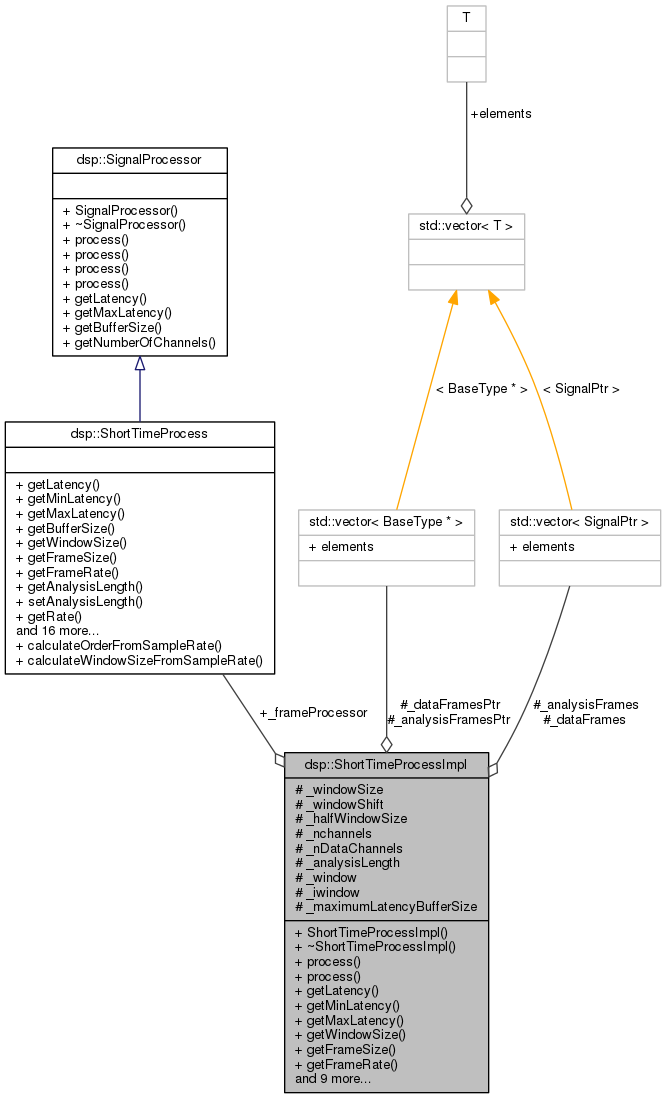 T
+elements
dsp::SignalProcessor
+ SignalProcessor()
+ ~SignalProcessor()
+ process()
+ process()
+ process()
+ process()
+ getLatency()
+ getMaxLatency()
+ getBufferSize()
+ getNumberOfChannels()
std::vector< T >
< BaseType * >
< SignalPtr >
dsp::ShortTimeProcess
+ getLatency()
+ getMinLatency()
+ getMaxLatency()
+ getBufferSize()
+ getWindowSize()
+ getFrameSize()
+ getFrameRate()
+ getAnalysisLength()
+ setAnalysisLength()
+ getRate()
and 16 more...
+ calculateOrderFromSampleRate()
+ calculateWindowSizeFromSampleRate()
std::vector< BaseType * >
+ elements
std::vector< SignalPtr >
+ elements
+_frameProcessor
#_dataFramesPtr
#_analysisFramesPtr
#_analysisFrames
#_dataFrames
dsp::ShortTimeProcessImpl
# _windowSize
# _windowShift
# _halfWindowSize
# _nchannels
# _nDataChannels
# _analysisLength
# _window
# _iwindow
# _maximumLatencyBufferSize
+ ShortTimeProcessImpl()
+ ~ShortTimeProcessImpl()
+ process()
+ process()
+ getLatency()
+ getMinLatency()
+ getMaxLatency()
+ getWindowSize()
+ getFrameSize()
+ getFrameRate()
and 9 more...